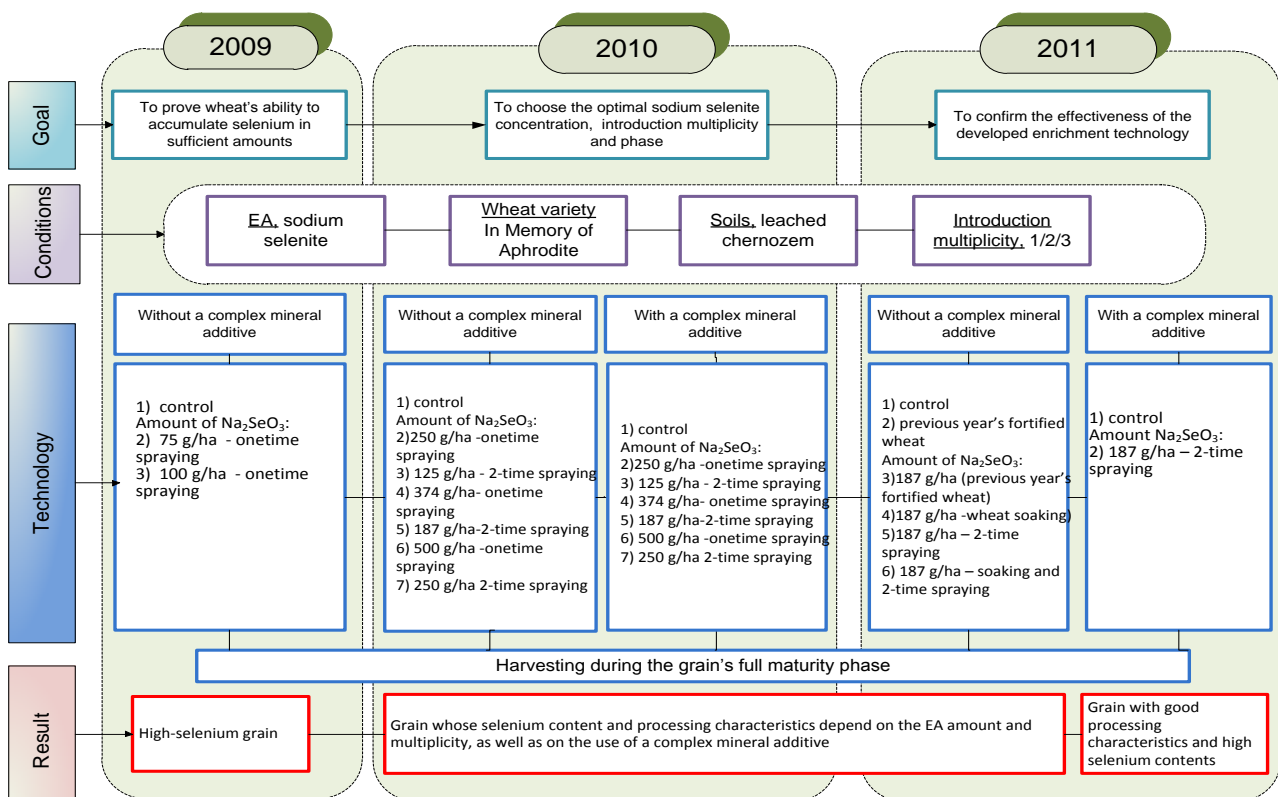 2009
2010
2011
Goal
To prove wheat's ability to
accumulate selenium in
sufficient amounts
To choose the optimal sodium selenite
concentration, introduction multiplicity
and phase
To confirm the effectiveness of the
developed enrichment technology
Conditions
EA, sodium
selenite
Wheat variety
In Memory of
Aphrodite
Soils, leached
chernozem
Introduction
multiplicity, 1/2/3
Technology
Without a complex mineral
additive
Without a complex mineral
additive
With a complex mineral
additive
Without a complex mineral
additive
With a complex mineral
additive
1) control
Amount of Na₂SeO₃:
2) 75 g/ha - onetime
spraying
3) 100 g/ha - onetime
spraying
1) control
Amount of Na₂SeO₃:
2)250 g/ha -onetime
spraying
3) 125 g/ha - 2-time spraying
4) 374 g/ha- onetime
spraying
5) 187 g/ha-2-time spraying
6) 500 g/ha -onetime
spraying
7) 250 g/ha 2-time spraying
1) control
Amount of Na₂SeO₃:
2)250 g/ha -onetime spraying
3) 125 g/ha - 2-time spraying
4) 374 g/ha- onetime spraying
5) 187 g/ha-2-time spraying
6) 500 g/ha -onetime spraying
7) 250 g/ha 2-time spraying
1) control
2) previous year's fortified
wheat
Amount of Na₂SeO₃:
3)187 g/ha (previous year's
fortified wheat)
4)187 g/ha -wheat soaking)
5)187 g/ha – 2-time
spraying
6) 187 g/ha – soaking and
2-time spraying
1) control
Amount Na₂SeO₃:
2) 187 g/ha – 2-time
spraying
Harvesting during the grain's full maturity phase
Result
High-selenium grain
Grain whose selenium content and processing characteristics depend on the EA amount and
multiplicity, as well as on the use of a complex mineral additive
Grain with good
processing
characteristics and high
selenium contents